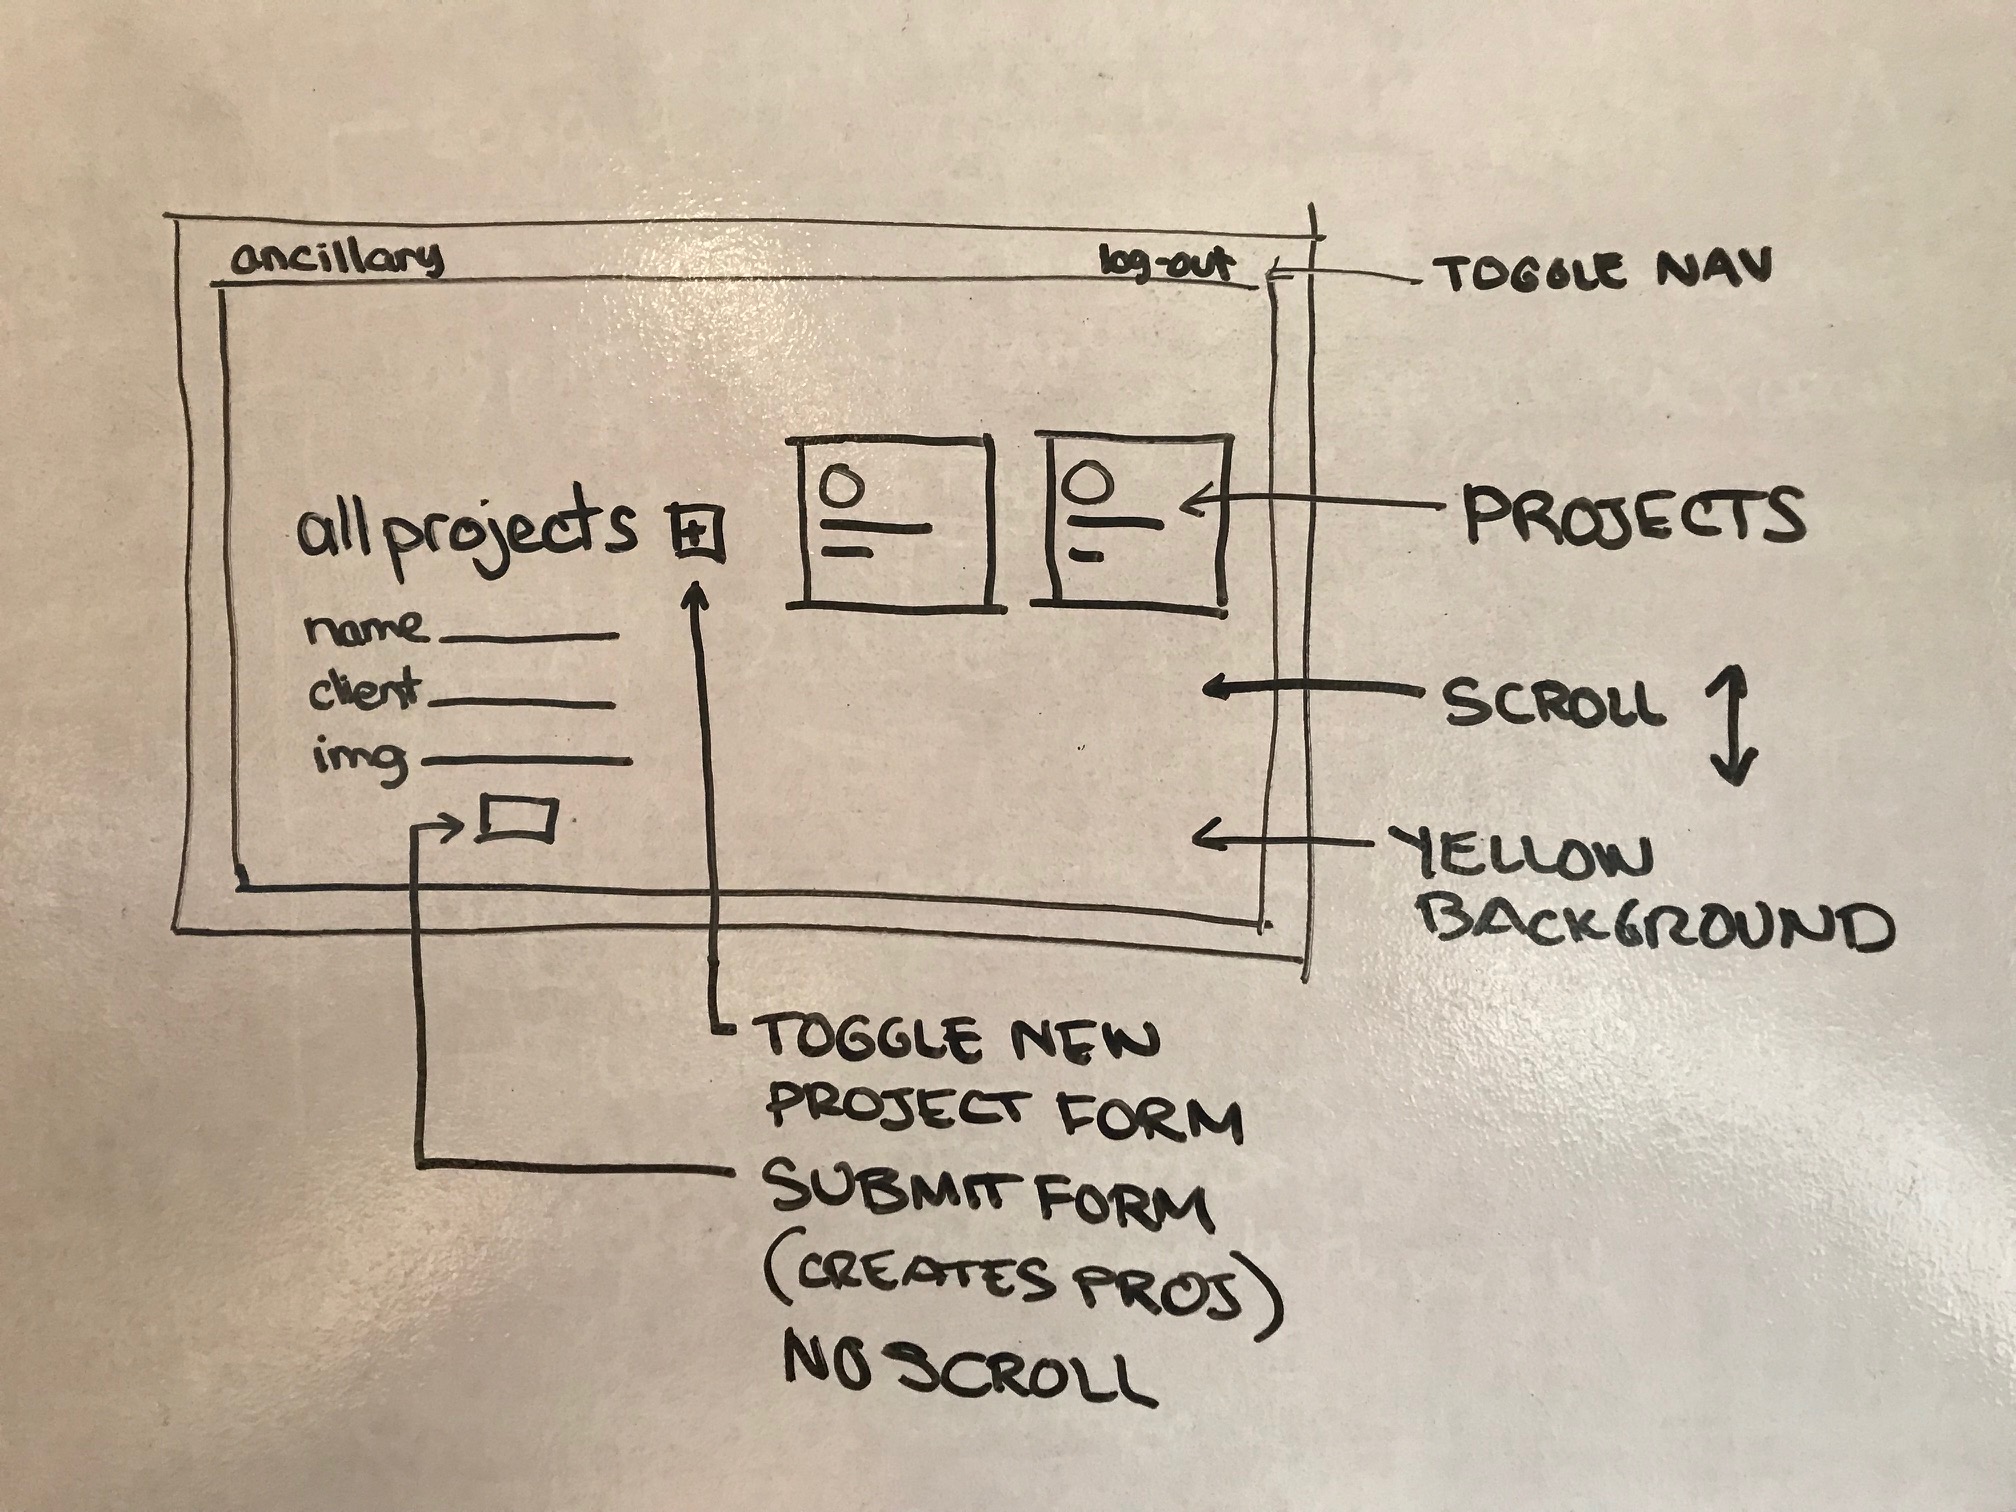 ancillary
log-out
TOGGLE NAV
all projects +
PROJECTS
name
client
img
SCROLL
YELLOW
BACKGROUND
TOGGLE NEW
PROJECT FORM
SUBMIT FORM
(CREATES PROJ)
NO SCROLL